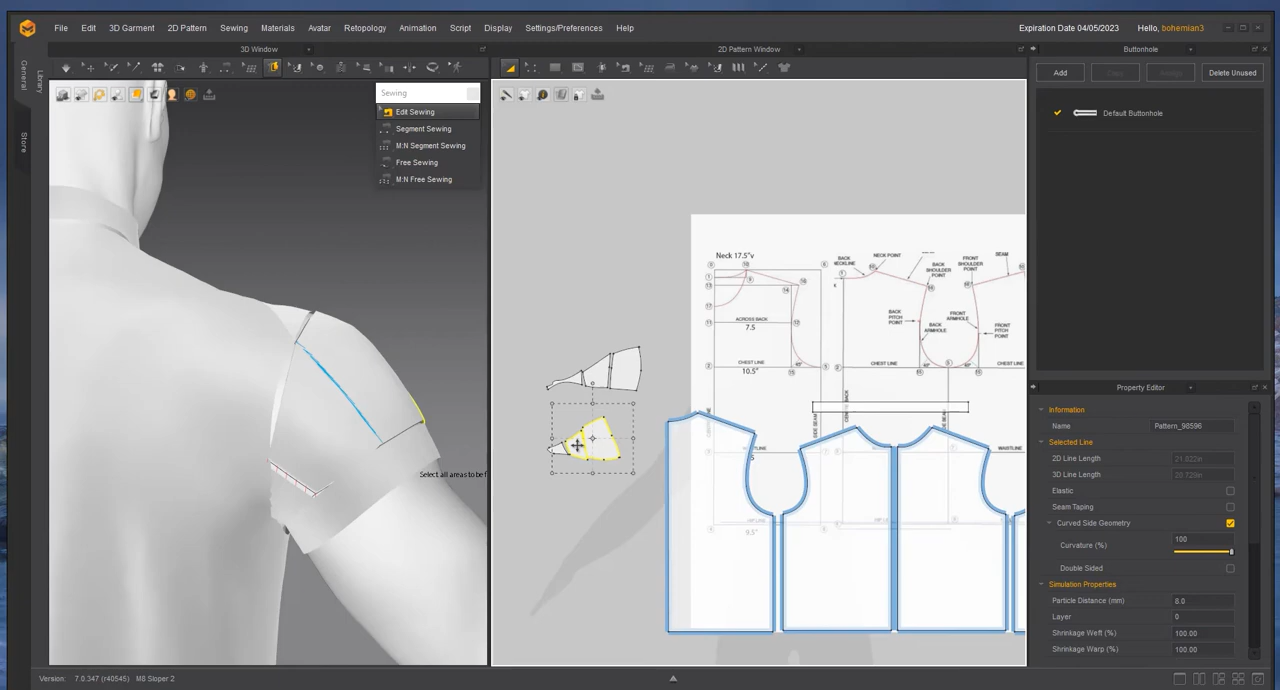 File Edit 3D Garment 2D Pattern Sewing Materials Avatar Retopology Animation Script Display Settings/Preferences Help
Expiration Date 04/05/2023 Hello, bohemian3
3D Window
2D Pattern Window
Buttonhole
General
Library
Store
Add
Delete Unused
Default Buttonhole
Sewing
Edit Sewing
Segment Sewing
M:N Segment Sewing
Free Sewing
M:N Free Sewing
Select all areas to be f
Neck 17.5"v
BACK NECKLINE
NECK POINT
BACK SHOULDER POINT
FRONT SHOULDER POINT
SEAM
ACROSS BACK
7.5
BACK PITCH POINT
BACK ARMHOLE
FRONT ARMHOLE
FRONT PITCH POINT
CHEST LINE
10.5"
CHEST LINE
CHEST LINE
SIDE SEAM
WAISTLINE
9.5"
Property Editor
Information
Name Pattern_98596
Selected Line
2D Line Length
3D Line Length
Elastic
Seam Taping
Curved Side Geometry
Curvature (%) 100
Double Sided
Simulation Properties
Particle Distance (mm) 8.0
Layer 0
Shrinkage Weft (%) 100.00
Shrinkage Warp (%) 100.00
Version: 7.0.347 (r40545) M8 Sloper 2